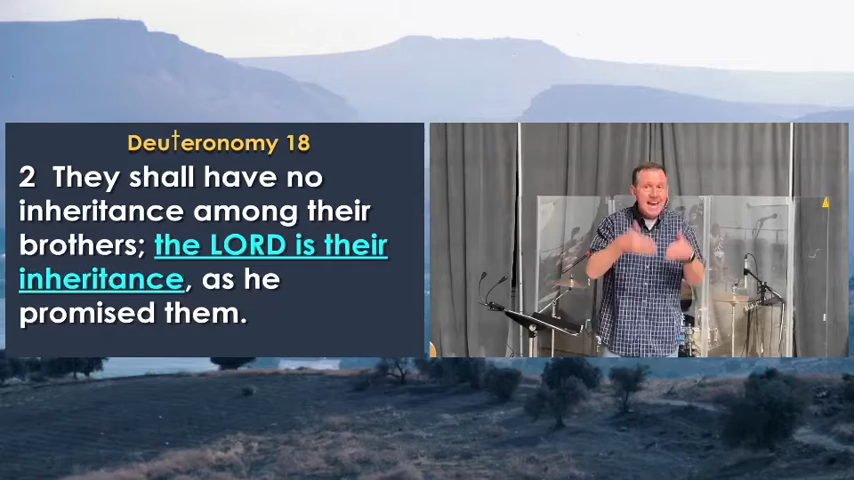 Deuteronomy 18
2 They shall have no
inheritance among their
brothers; the LORD is their
inheritance, as he
promised them.